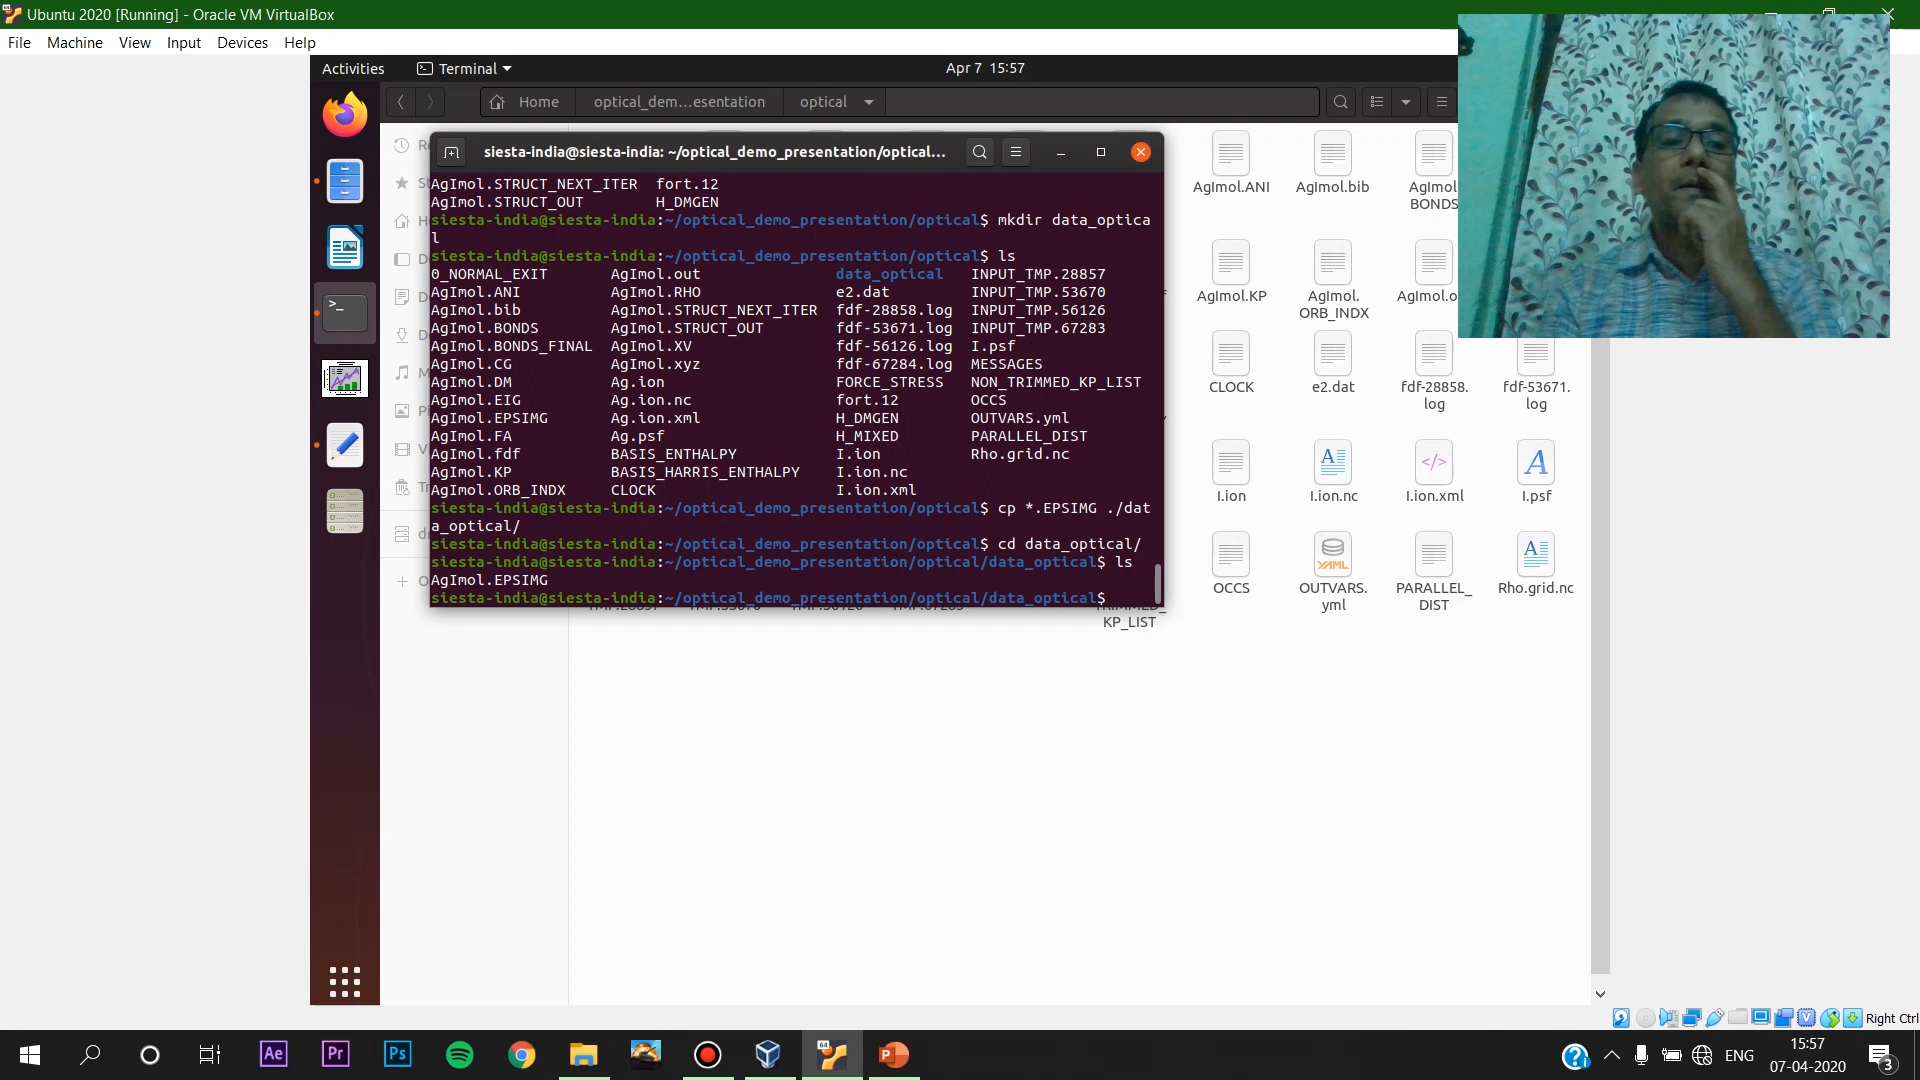 Ubuntu 2020 [Running] - Oracle VM VirtualBox
File Machine View Input Devices Help
Activities Terminal Apr 7 15:57
Home optical_dem...esentation optical
siesta-india@siesta-india: ~/optical_demo_presentation/optical...
AgImol.STRUCT_NEXT_ITER fort.12
AgImol.STRUCT_OUT H_DMGEN
siesta-india@siesta-india:~/optical_demo_presentation/optical$ mkdir data_optica
l
siesta-india@siesta-india:~/optical_demo_presentation/optical$ ls
0_NORMAL_EXIT AgImol.out data_optical INPUT_TMP.28857
AgImol.ANI AgImol.RHO e2.dat INPUT_TMP.53670
AgImol.bib AgImol.STRUCT_NEXT_ITER fdf-28858.log INPUT_TMP.56126
AgImol.BONDS AgImol.STRUCT_OUT fdf-53671.log INPUT_TMP.67283
AgImol.BONDS_FINAL AgImol.XV fdf-56126.log I.psf
AgImol.CG AgImol.xyz fdf-67284.log MESSAGES
AgImol.DM Ag.ion FORCE_STRESS NON_TRIMMED_KP_LIST
AgImol.EIG Ag.ion.nc fort.12 OCCS
AgImol.EPSIMG Ag.ion.xml H_DMGEN OUTVARS.yml
AgImol.FA Ag.psf H_MIXED PARALLEL_DIST
AgImol.fdf BASIS_ENTHALPY I.ion Rho.grid.nc
AgImol.KP BASIS_HARRIS_ENTHALPY I.ion.nc
AgImol.ORB_INDX CLOCK I.ion.xml
siesta-india@siesta-india:~/optical_demo_presentation/optical$ cp *.EPSIMG ./dat
a_optical/
siesta-india@siesta-india:~/optical_demo_presentation/optical$ cd data_optical/
siesta-india@siesta-india:~/optical_demo_presentation/optical/data_optical$ ls
AgImol.EPSIMG
siesta-india@siesta-india:~/optical_demo_presentation/optical/data_optical$
KP_LIST
AgImol.ANI AgImol.bib AgImol.
BONDS
AgImol.KP AgImol. AgImol.o
ORB_INDX
CLOCK e2.dat fdf-28858. fdf-53671.
log log
I.ion I.ion.nc I.ion.xml I.psf
OCCS OUTVARS. PARALLEL_ Rho.grid.nc
yml DIST
YAML
Right Ctrl
Ae Pr Ps
ENG 15:57
07-04-2020
3